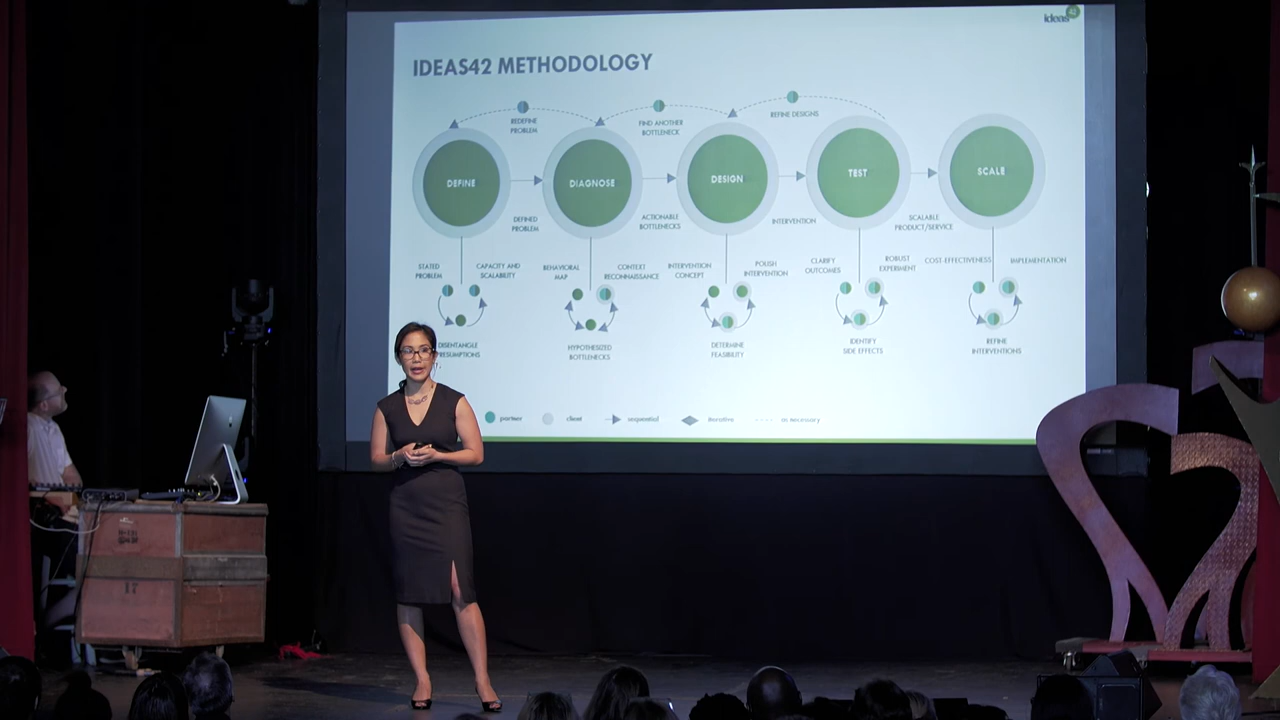 ideas
42
IDEAS42 METHODOLOGY
REDEFINE
PROBLEM
FIND ANOTHER
BOTTLENECK
REFINE DESIGNS
DEFINE
DIAGNOSE
DESIGN
TEST
SCALE
DEFINED
PROBLEM
ACTIONABLE
BOTTLENECKS
INTERVENTION
SCALABLE
PRODUCT/SERVICE
STATED
PROBLEM
CAPACITY AND
SCALABILITY
BEHAVIORAL
MAP
CONTEXT
RECONNAISSANCE
INTERVENTION
CONCEPT
POLISH
INTERVENTION
CLARIFY
OUTCOMES
ROBUST
EXPERIMENT
COST-EFFECTIVENESS
IMPLEMENTATION
DISENTANGLE
PRESUMPTIONS
HYPOTHESIZED
BOTTLENECKS
DETERMINE
FEASIBILITY
IDENTIFY
SIDE EFFECTS
REFINE
INTERVENTIONS
partner
client
sequential
iterative
as necessary
17